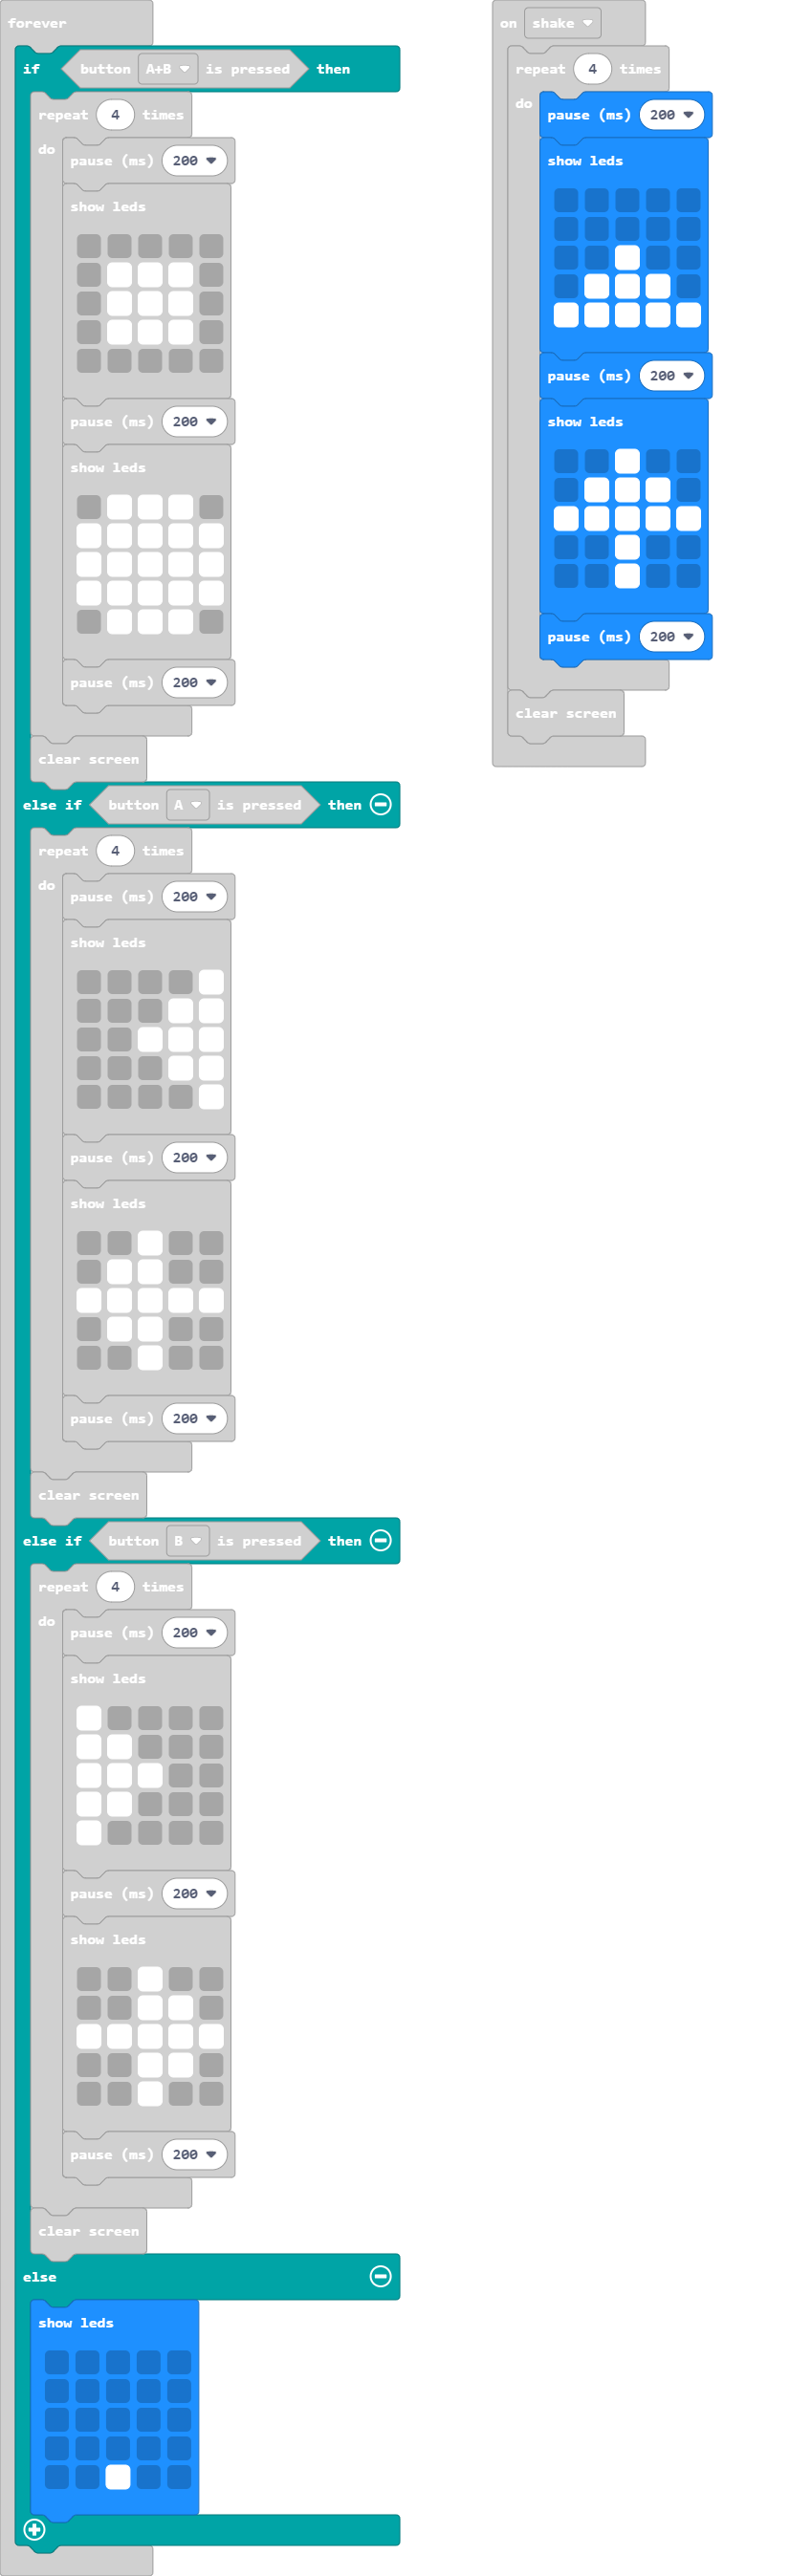 forever
if button A+B is pressed then
repeat 4 times
do
pause (ms) 200
show leds
pause (ms) 200
show leds
pause (ms) 200
clear screen
else if button A is pressed then
repeat 4 times
do
pause (ms) 200
show leds
pause (ms) 200
show leds
pause (ms) 200
clear screen
else if button B is pressed then
repeat 4 times
do
pause (ms) 200
show leds
pause (ms) 200
show leds
pause (ms) 200
clear screen
else
show leds
on shake
repeat 4 times
do
pause (ms) 200
show leds
pause (ms) 200
show leds
pause (ms) 200
clear screen